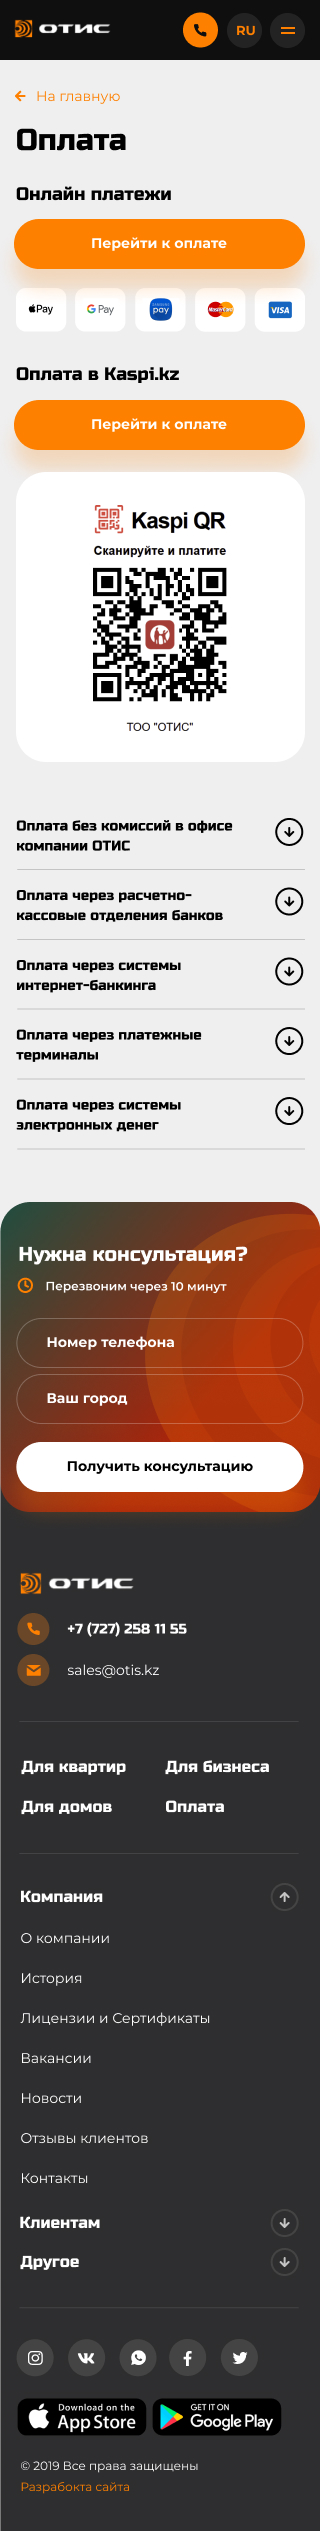 ОТИС
RU
На главную
Оплата
Онлайн платежи
Перейти к оплате
Pay
G Pay
SAMSUNG pay
MasterCard
VISA
Оплата в Kaspi.kz
Перейти к оплате
Kaspi QR
Сканируйте и платите
ТОО "ОТИС"
Оплата без комиссий в офисе
компании ОТИС
Оплата через расчетно-
кассовые отделения банков
Оплата через системы
интернет-банкинга
Оплата через платежные
терминалы
Оплата через системы
электронных денег
Нужна консультация?
Перезвоним через 10 минут
Номер телефона
Ваш город
Получить консультацию
ОТИС
+7 (727) 258 11 55
sales@otis.kz
Для квартир
Для бизнеса
Для домов
Оплата
Компания
О компании
История
Лицензии и Сертификаты
Вакансии
Новости
Отзывы клиентов
Контакты
Клиентам
Другое
Download on the
App Store
GET IT ON
Google Play
© 2019 Все права защищены
Разрабокта сайта